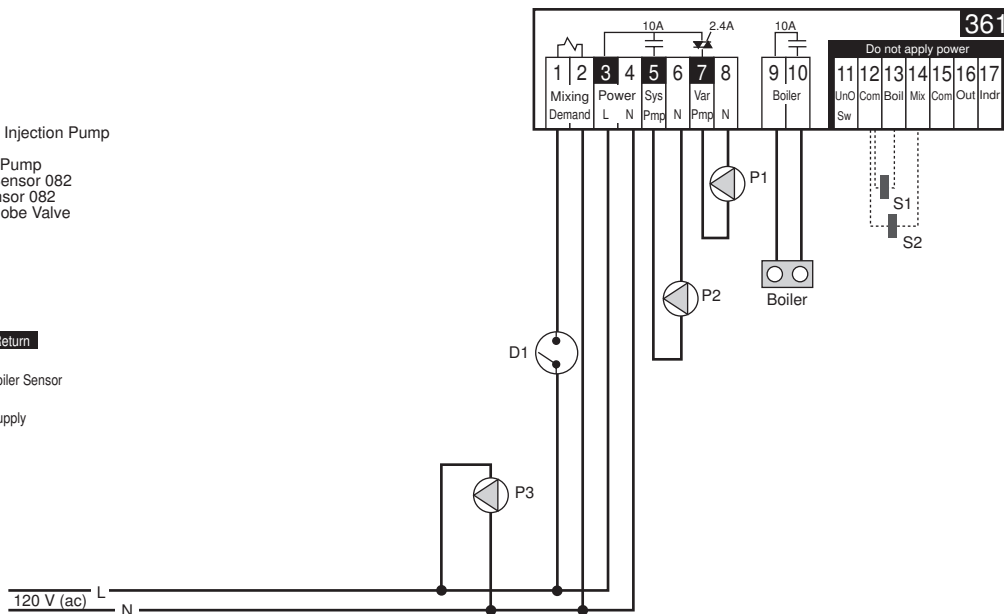 361
10A 2.4A 10A
Do not apply power
1 2 3 4 5 6 7 8 9 10 11 12 13 14 15 16 17
Mixing Power Sys N Var N Boiler UnO Com Boil Mix Com Out Indr
Demand L N Pmp Pmp Sw
Injection Pump
Pump
ensor 082
sor 082
obe Valve
P1
S1
S2
P2
Boiler
eturn
D1
oiler Sensor
upply
P3
L
120 V (ac)
N